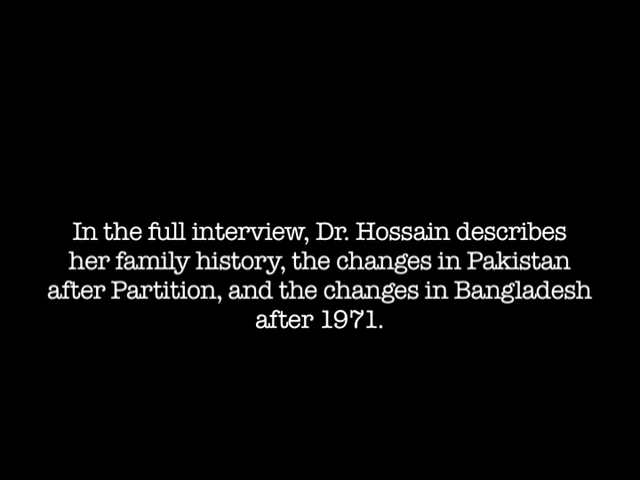 In the full interview, Dr. Hossain describes
her family history, the changes in Pakistan
after Partition, and the changes in Bangladesh
after 1971.